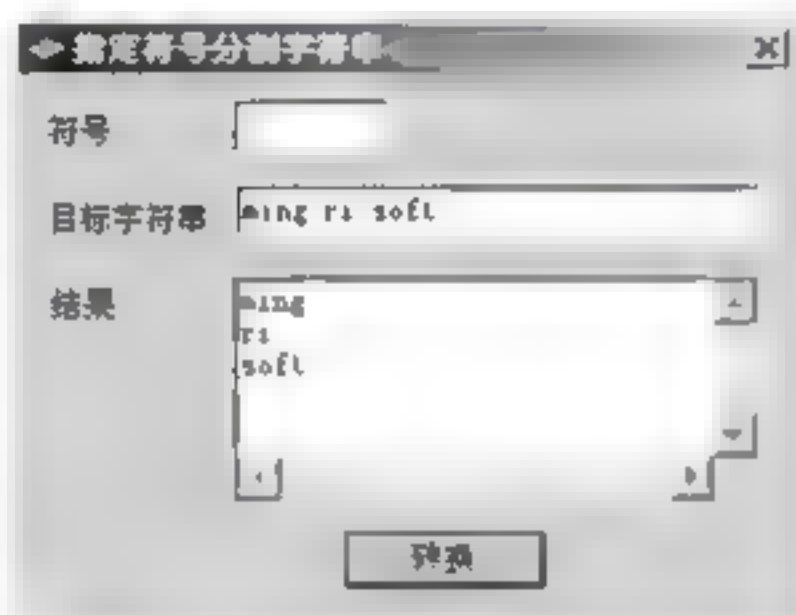 指定符号分割字符串
符号
目标字符串 ming ri soft
结果
ming
ri
soft
转换